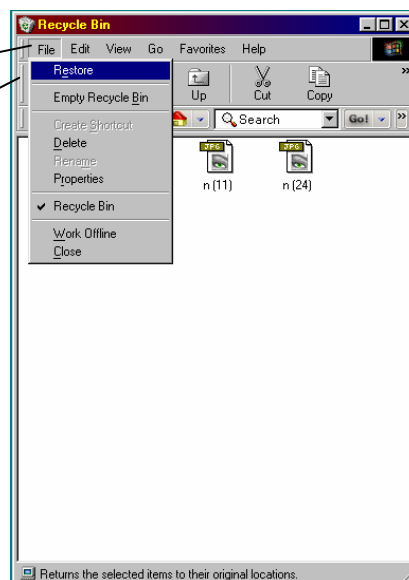 Recycle Bin
File Edit View Go Favorites Help
Restore
Empty Recycle Bin
Create Shortcut
Delete
Rename
Properties
✔ Recycle Bin
Work Offline
Close
Up Cut Copy »
Search Go! »
JPG JPG
n (11) n (24)
Returns the selected items to their original locations.